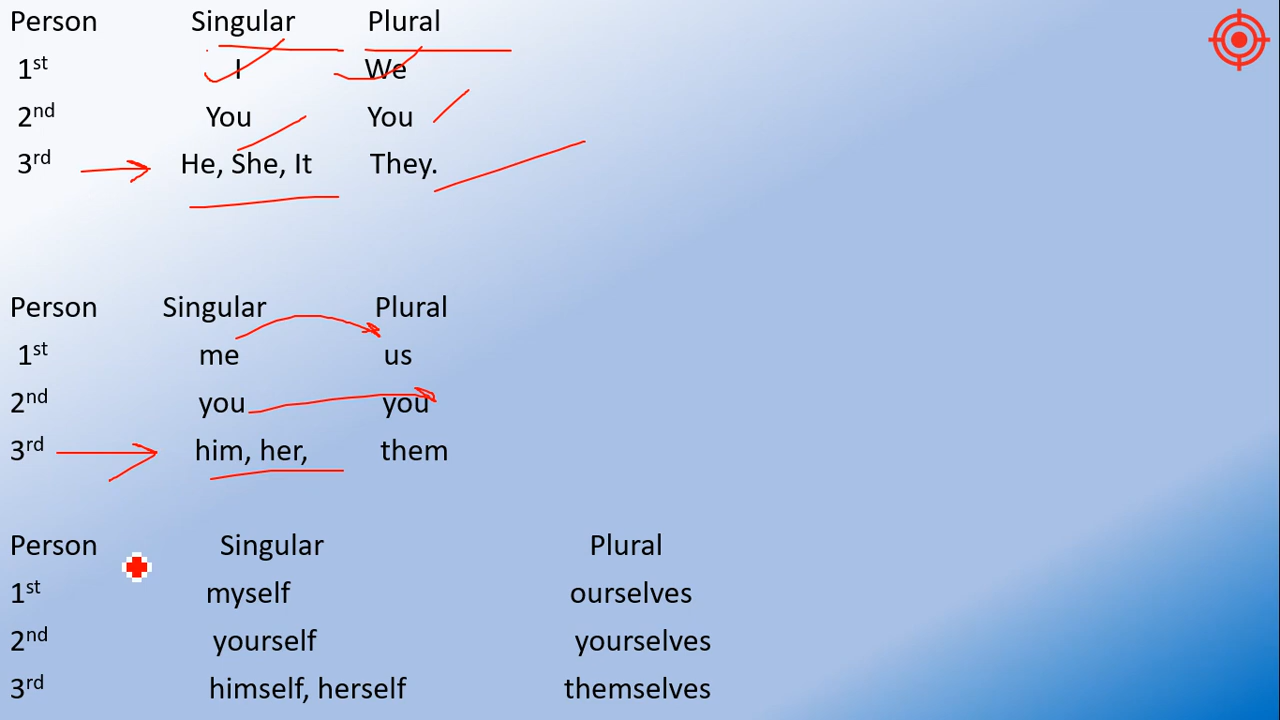 Person Singular Plural
1st I We
2nd You You
3rd He, She, It They.
Person Singular Plural
1st me us
2nd you you
3rd him, her, them
Person Singular Plural
1st myself ourselves
2nd yourself yourselves
3rd himself, herself themselves